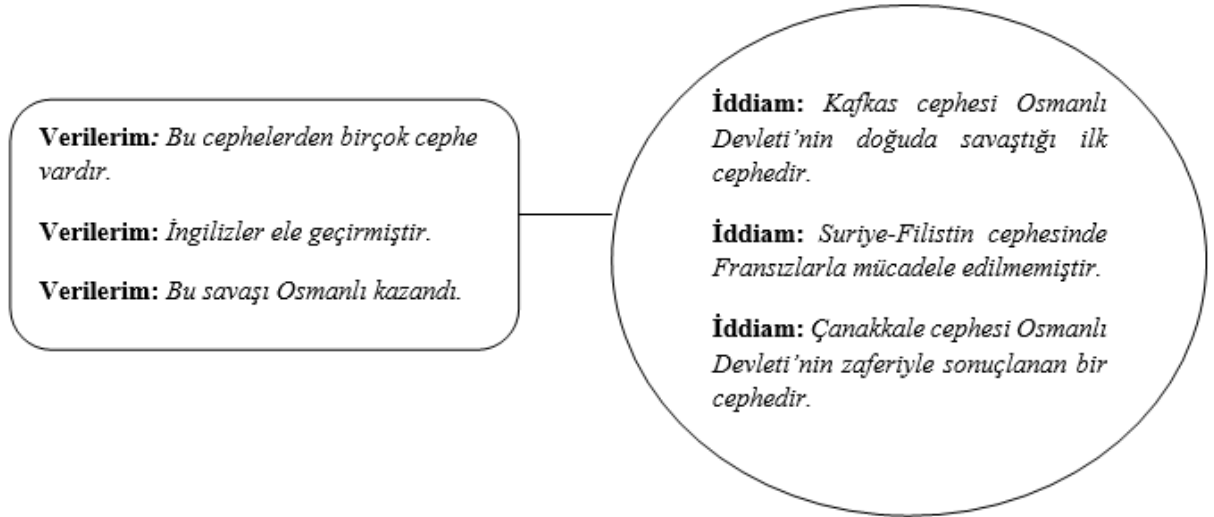 Verilerim: Bu cephelerden birçok cephe
vardır.
Verilerim: İngilizler ele geçirmiştir.
Verilerim: Bu savaşı Osmanlı kazandı.
İddiam: Kafkas cephesi Osmanlı
Devleti’nin doğuda savaştığı ilk
cephedir.
İddiam: Suriye-Filistin cephesinde
Fransızlarla mücadele edilmemiştir.
İddiam: Çanakkale cephesi Osmanlı
Devleti’nin zaferiyle sonuçlanan bir
cephedir.